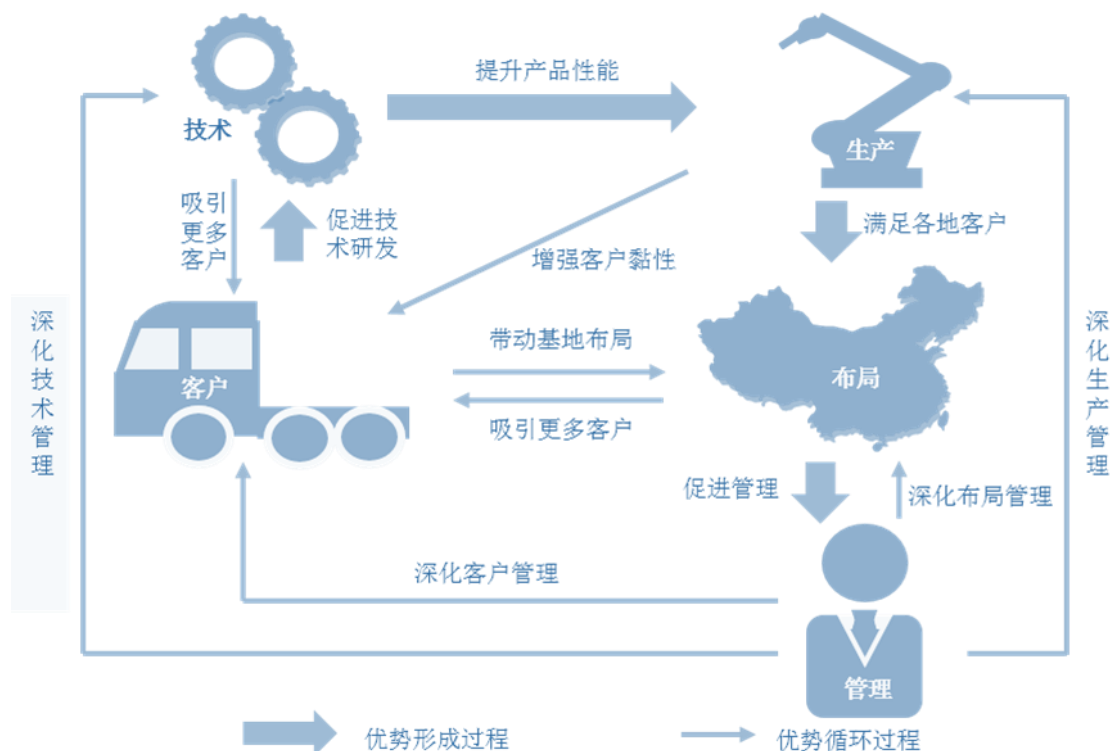 提升产品性能
技术
生产
吸引
更多
客户
促进技
术研发
满足各地客户
增强客户黏性
深化技术管理
带动基地布局
客户
布局
吸引更多客户
深化生产管理
促进管理
深化布局管理
深化客户管理
管理
优势形成过程
优势循环过程